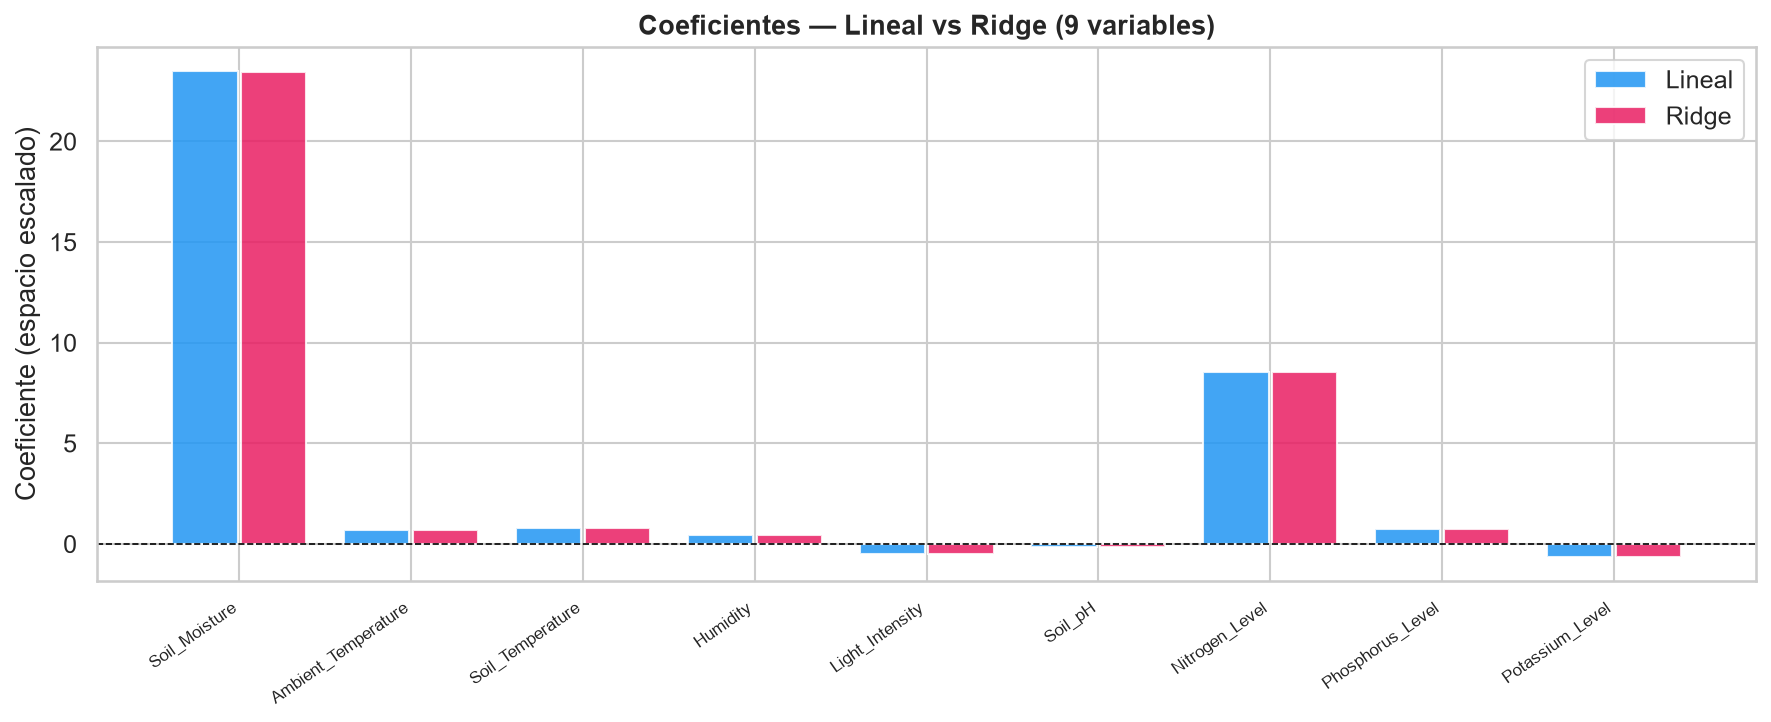 Coeficientes — Lineal vs Ridge (9 variables)
Lineal
Ridge
Coeficiente (espacio escalado)
20
15
10
5
0
Soil_Moisture
Ambient_Temperature
Soil_Temperature
Humidity
Light_Intensity
Soil_pH
Nitrogen_Level
Phosphorus_Level
Potassium_Level